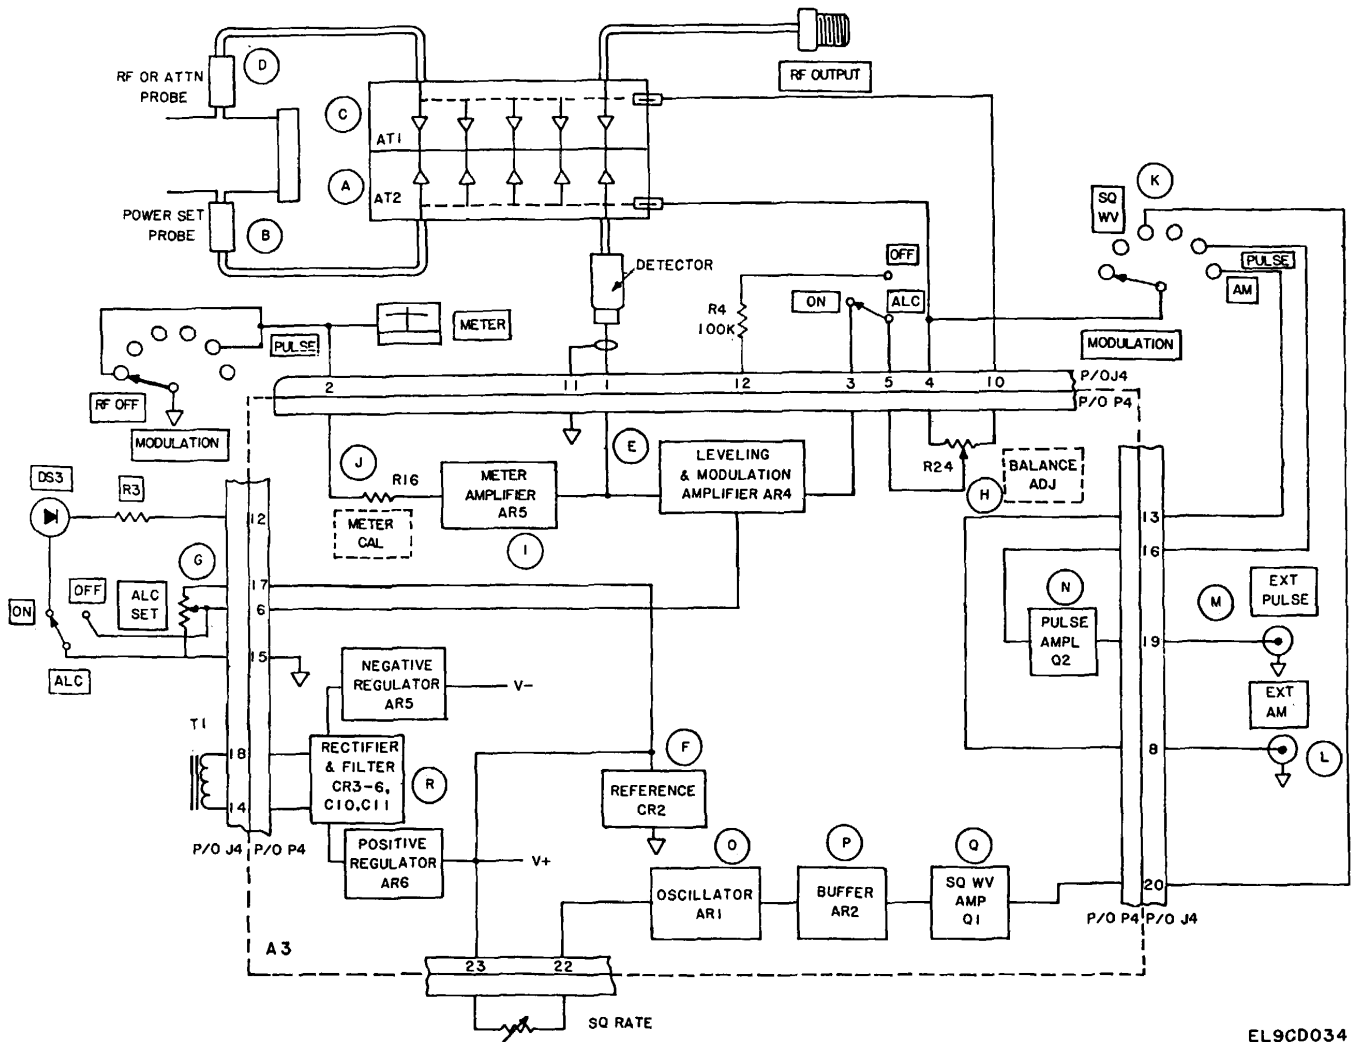 D
RF OR ATTN
PROBE
RF OUTPUT
C
AT1
A
AT2
POWER SET
PROBE
B
DETECTOR
K
SQ
WV
PULSE
AM
MODULATION
OFF
ON
ALC
R4
100K
METER
PULSE
RF OFF
MODULATION
2
11
1
12
3
5
4
10
P/O J4
P/O P4
DS3
R3
J
R16
METER
CAL
METER
AMPLIFIER
AR5
I
E
LEVELING
& MODULATION
AMPLIFIER AR4
R24
H
BALANCE
ADJ
12
G
17
6
15
ON
OFF
ALC
SET
ALC
13
16
19
8
20
N
PULSE
AMPL
Q2
M
EXT
PULSE
EXT
AM
L
T1
18
14
NEGATIVE
REGULATOR
AR5
V-
RECTIFIER
& FILTER
CR3-6,
C10,C11
R
POSITIVE
REGULATOR
AR6
V+
F
REFERENCE
CR2
P/O J4
P/O P4
O
OSCILLATOR
AR1
P
BUFFER
AR2
Q
SQ WV
AMP
Q1
P/O P4
P/O J4
A3
23
22
SQ RATE
EL9CD034